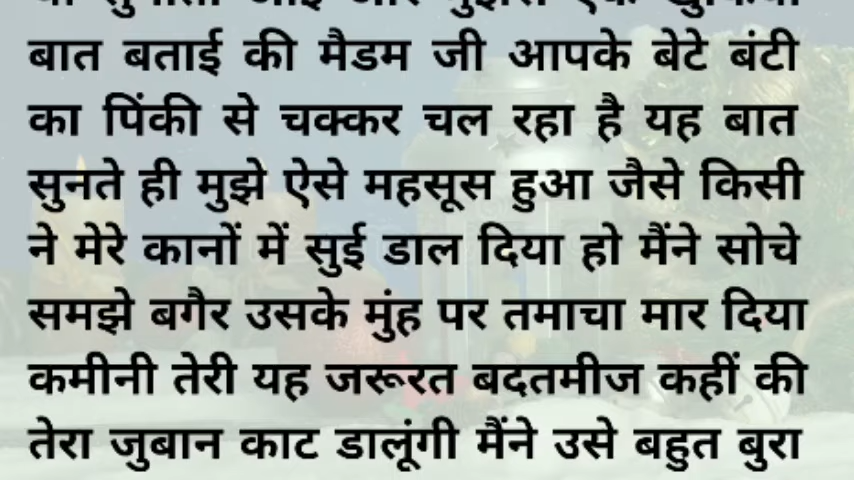 बात बताई की मैडम जी आपके बेटे बंटी
का पिंकी से चक्कर चल रहा है यह बात
सुनते ही मुझे ऐसे महसूस हुआ जैसे किसी
ने मेरे कानों में सुई डाल दिया हो मैंने सोचे
समझे बगैर उसके मुंह पर तमाचा मार दिया
कमीनी तेरी यह जरूरत बदतमीज कहीं की
तेरा जुबान काट डालूंगी मैंने उसे बहुत बुरा